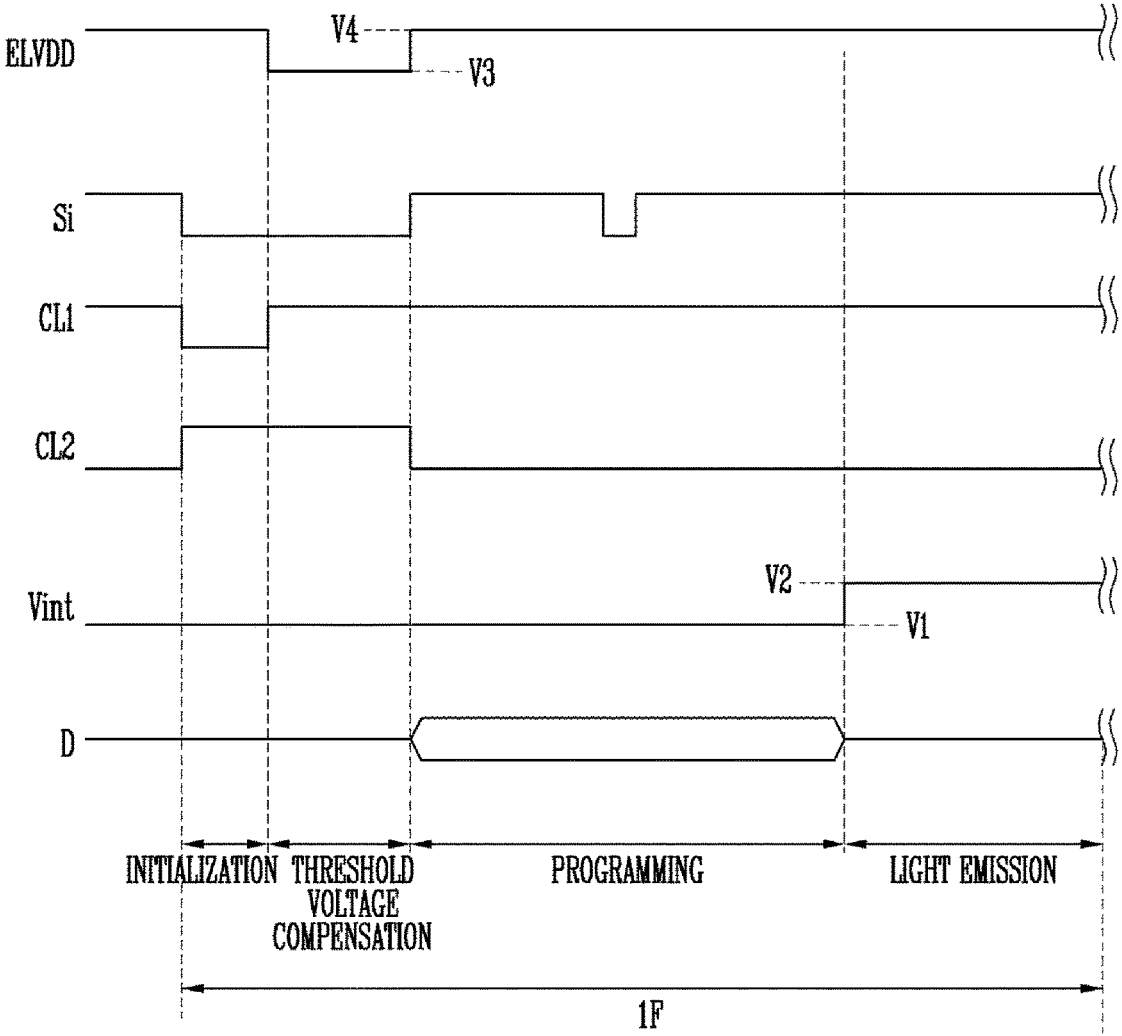 V4
ELVDD
V3
Si
CL1
CL2
V2
Vint
V1
D
INITIALIZATION THRESHOLD VOLTAGE COMPENSATION
PROGRAMMING
LIGHT EMISSION
1F